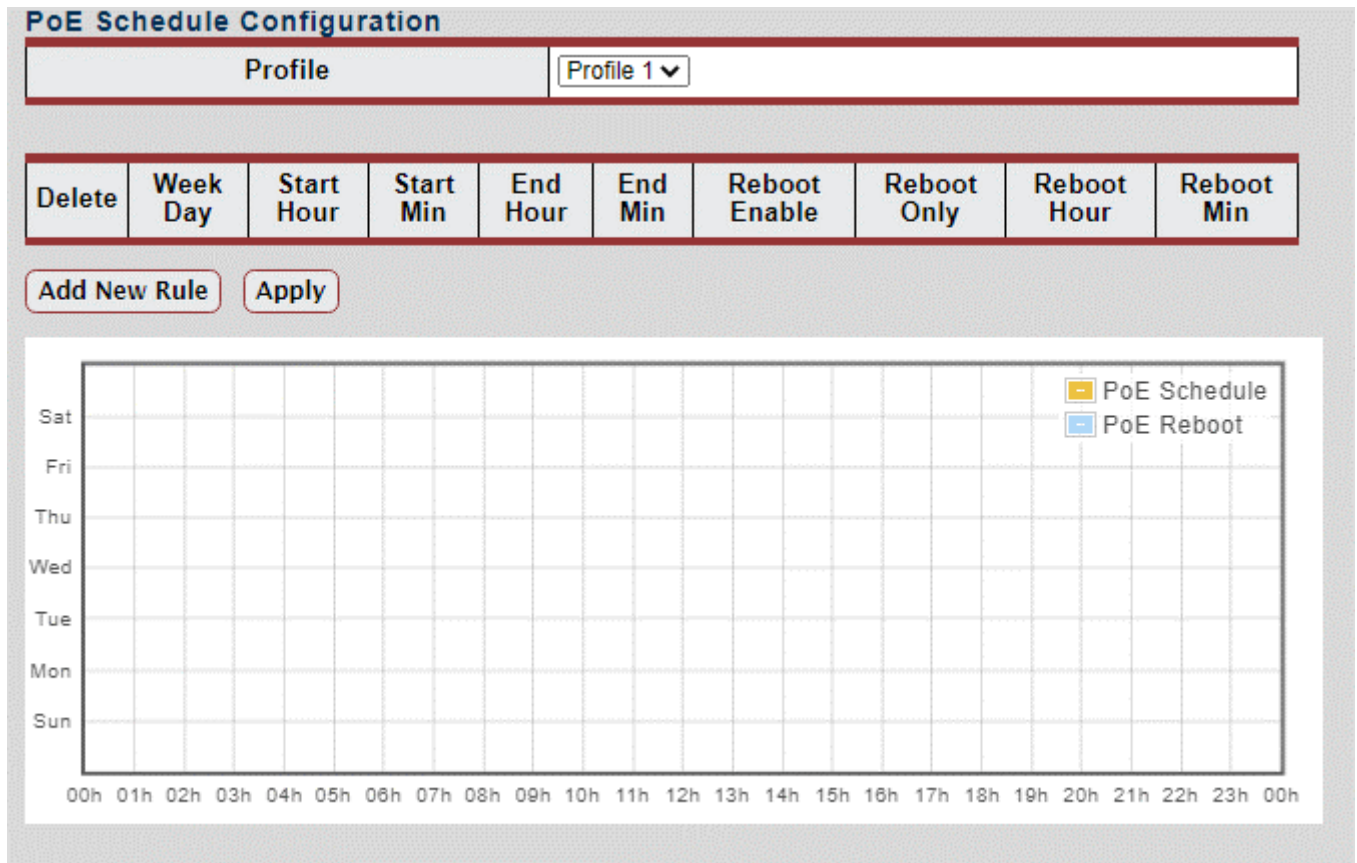 PoE Schedule Configuration
Profile
Profile 1
Delete
Week Day
Start Hour
Start Min
End Hour
End Min
Reboot Enable
Reboot Only
Reboot Hour
Reboot Min
Add New Rule
Apply
PoE Schedule
PoE Reboot
Sat
Fri
Thu
Wed
Tue
Mon
Sun
00h 01h 02h 03h 04h 05h 06h 07h 08h 09h 10h 11h 12h 13h 14h 15h 16h 17h 18h 19h 20h 21h 22h 23h 00h